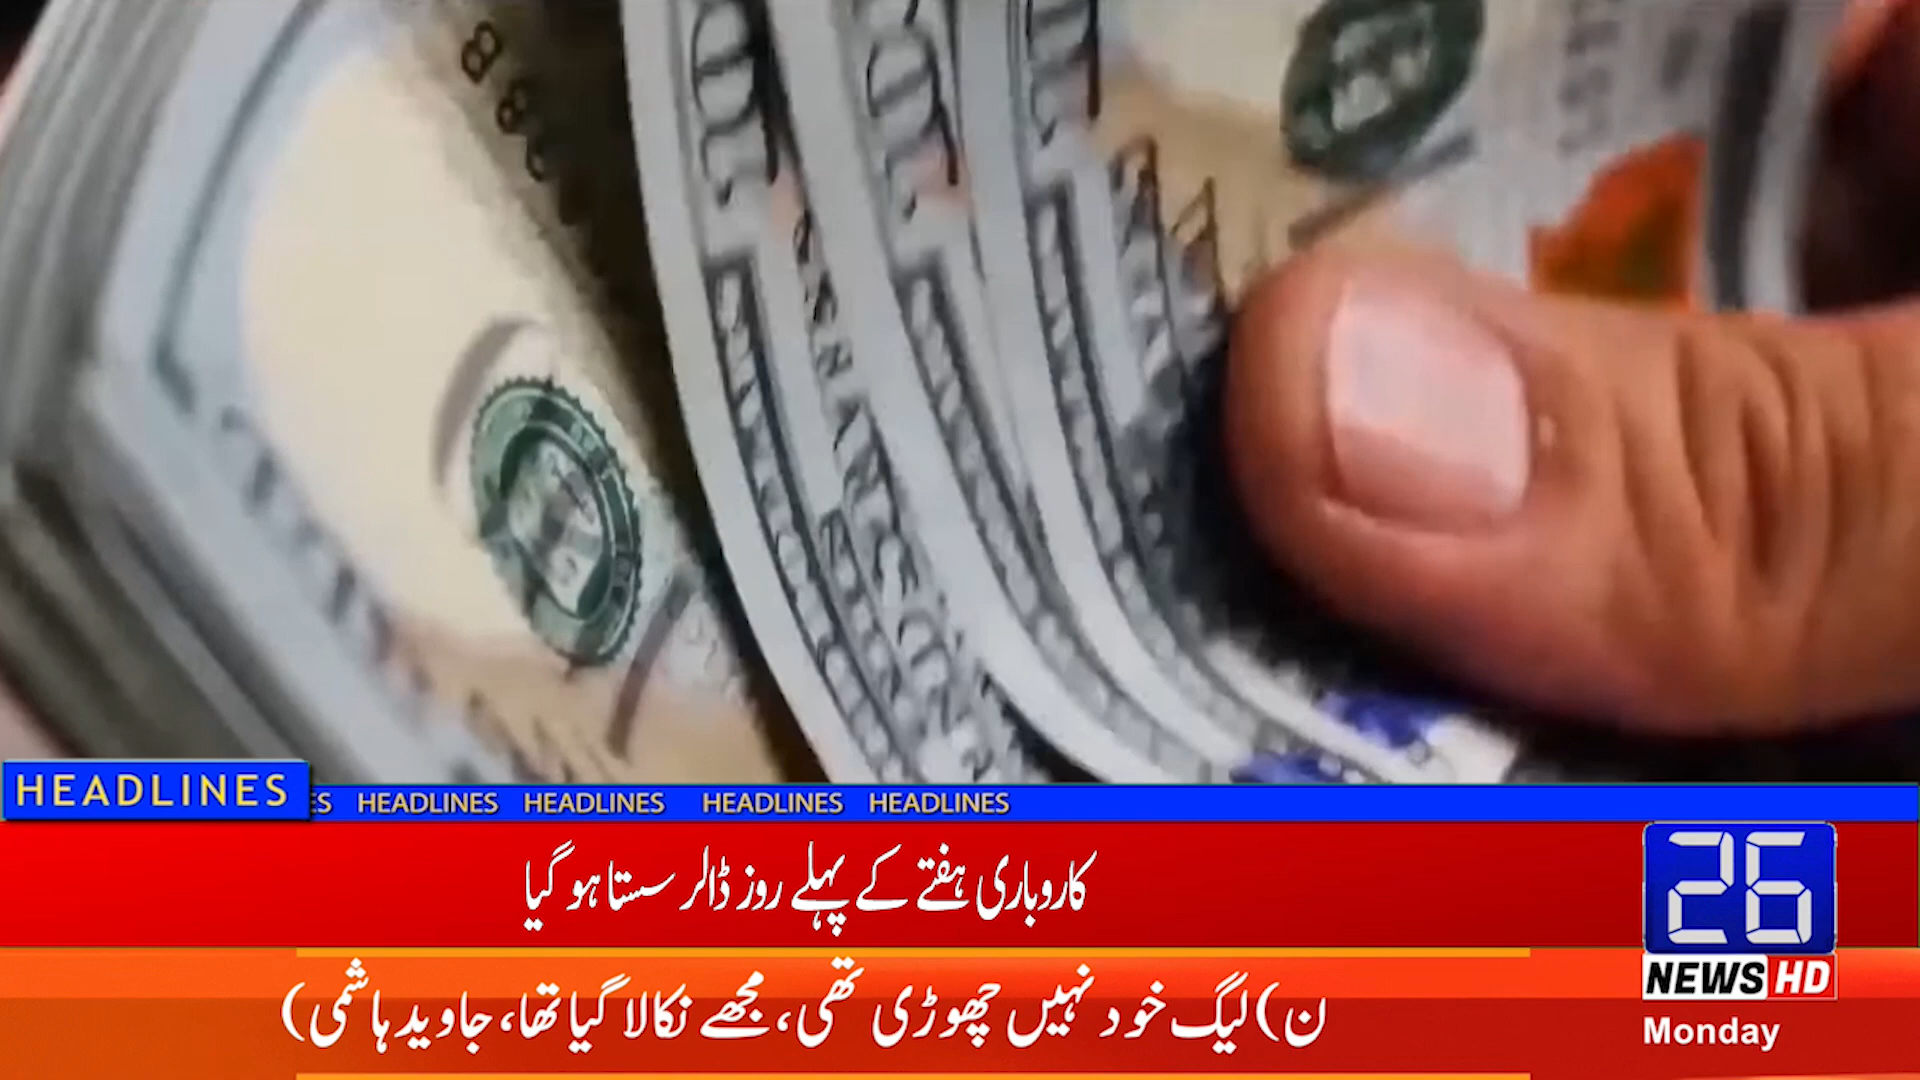 HEADLINES
ES HEADLINES HEADLINES HEADLINES HEADLINES
کاروباری ہفتے کے پہلے روز ڈالر سستا ہو گیا
26
NEWS HD
ن) لیگ خود نہیں چھوڑی تھی، مجھے نکالا گیا تھا، جاوید ہاشمی)
Monday